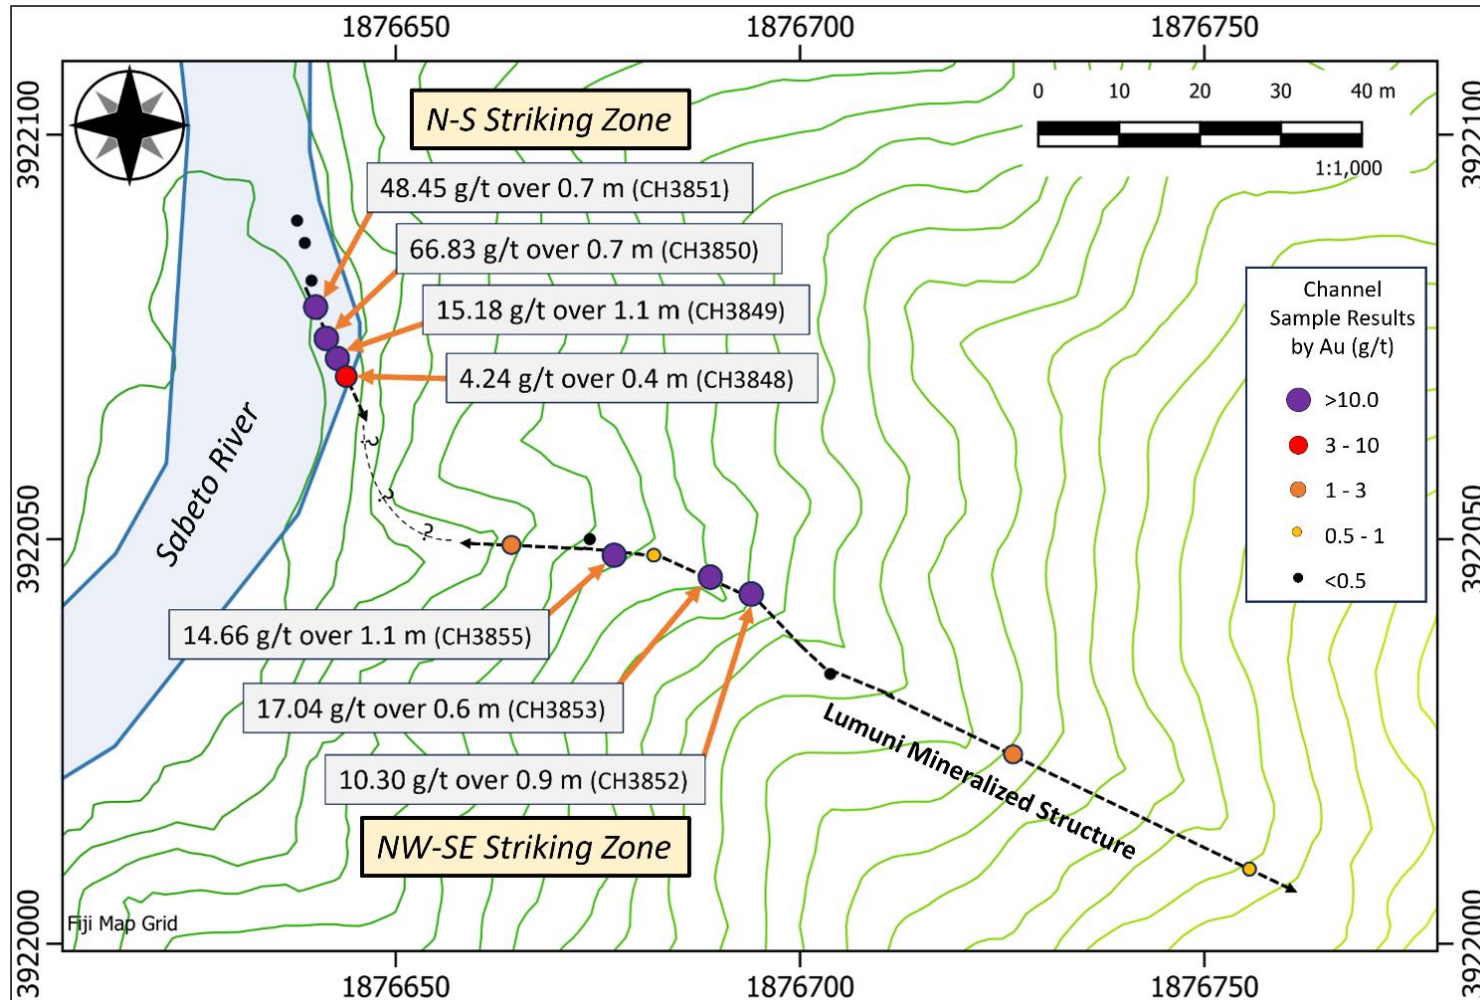 1876650
1876700
1876750
3922100
3922100
N-S Striking Zone
0 10 20 30 40 m
1:1,000
48.45 g/t over 0.7 m (CH3851)
66.83 g/t over 0.7 m (CH3850)
15.18 g/t over 1.1 m (CH3849)
4.24 g/t over 0.4 m (CH3848)
Channel
Sample Results
by Au (g/t)
>10.0
3 - 10
1 - 3
0.5 - 1
<0.5
Sabeto River
?
?
?
3922050
3922050
14.66 g/t over 1.1 m (CH3855)
17.04 g/t over 0.6 m (CH3853)
10.30 g/t over 0.9 m (CH3852)
Lumuni Mineralized Structure
NW-SE Striking Zone
Fiji Map Grid
3922000
3922000
1876650
1876700
1876750